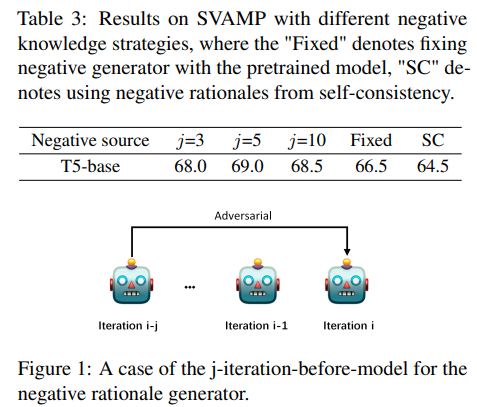 Table 3: Results on SVAMP with different negative
knowledge strategies, where the "Fixed" denotes fixing
negative generator with the pretrained model, "SC" de-
notes using negative rationales from self-consistency.
Negative source j=3 j=5 j=10 Fixed SC
T5-base 68.0 69.0 68.5 66.5 64.5
Adversarial
...
Iteration i-j Iteration i-1 Iteration i
Figure 1: A case of the j-iteration-before-model for the
negative rationale generator.